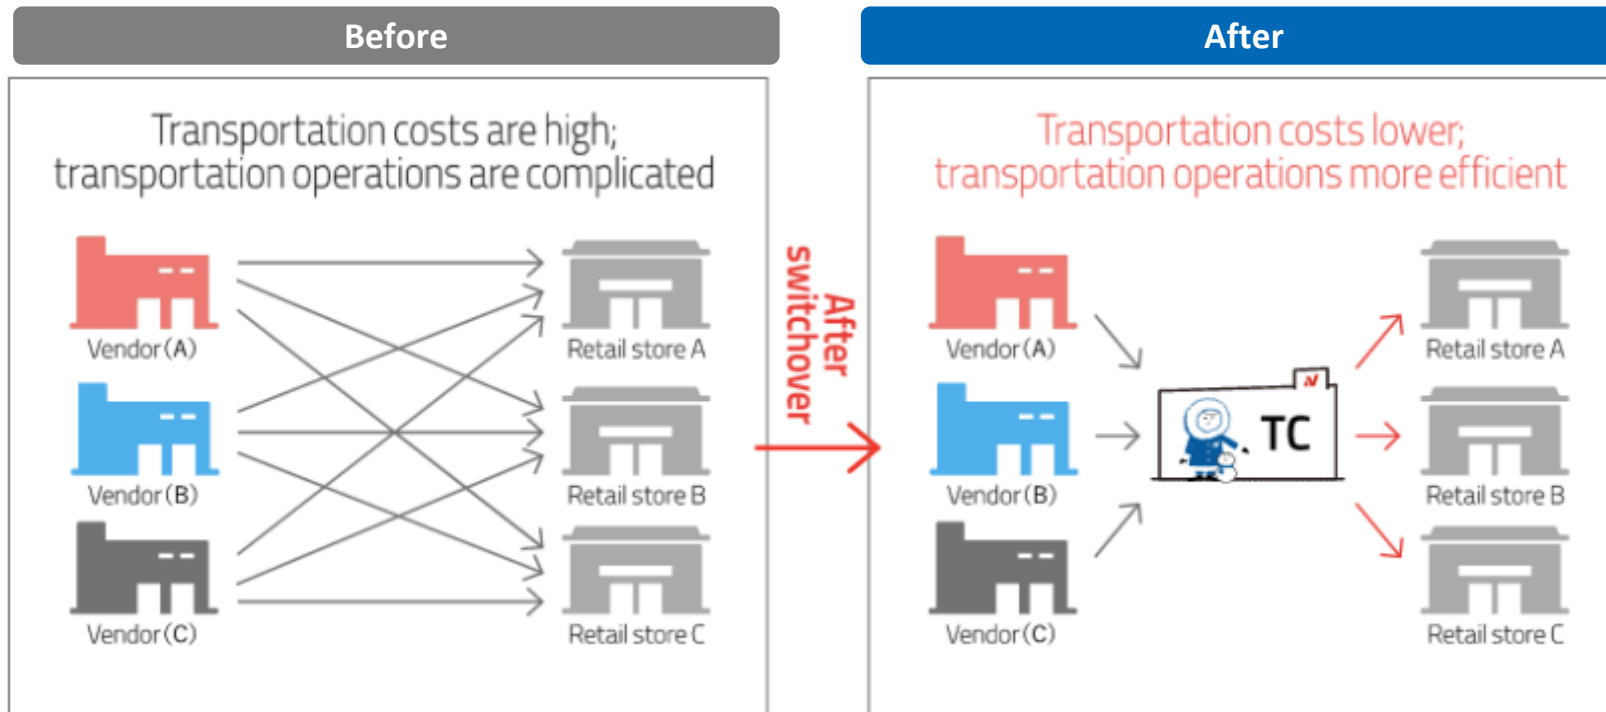 Before
Transportation costs are high;
transportation operations are complicated
Vendor(A)
Retail store A
Vendor(B)
Retail store B
Vendor(C)
Retail store C
After
switchover
After
Transportation costs lower;
transportation operations more efficient
Vendor(A)
Retail store A
TC
Vendor(B)
Retail store B
Vendor(C)
Retail store C